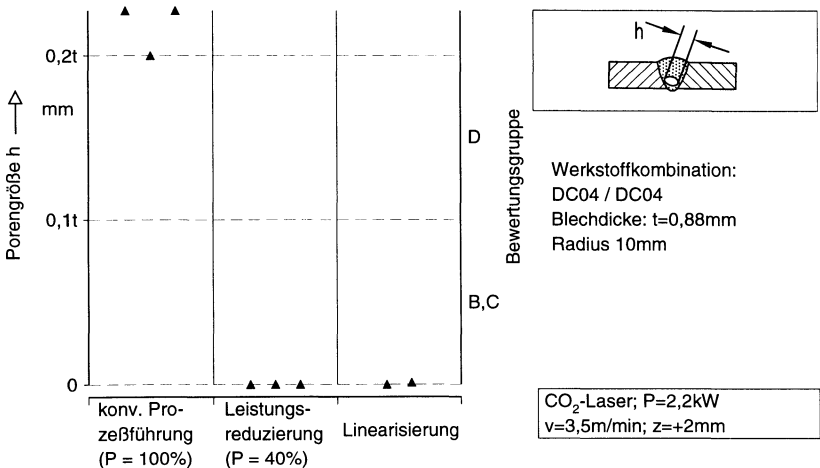 Porengröße h
mm
0,2t
0,1t
0
D
B,C
Bewertungsgruppe
konv. Pro-
zeßführung
(P = 100%)
Leistungs-
reduzierung
(P = 40%)
Linearisierung
h
Werkstoffkombination:
DC04 / DC04
Blechdicke: t=0,88mm
Radius 10mm
CO₂-Laser; P=2,2kW
v=3,5m/min; z=+2mm